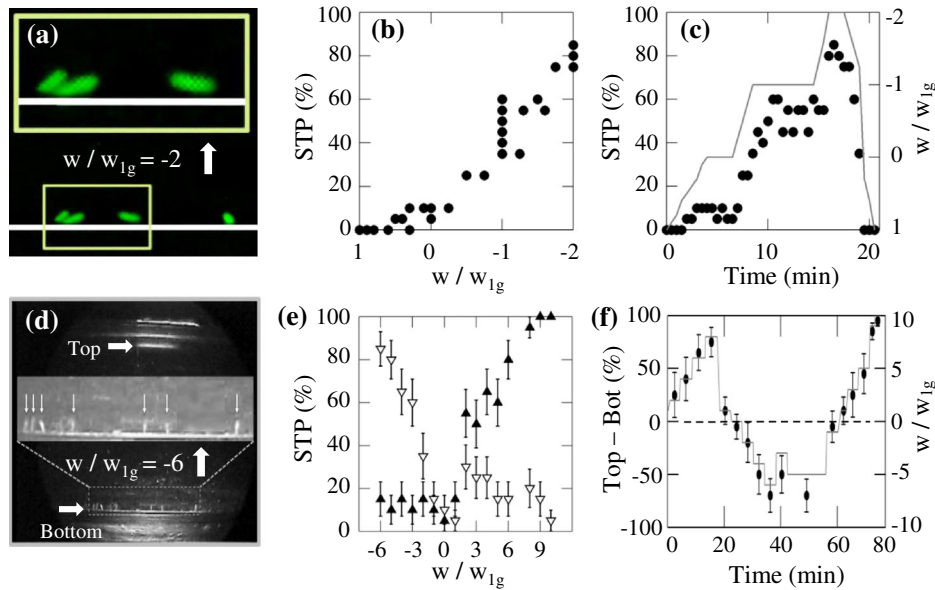 (a)
w / w1g = -2
(b)
STP (%)
100
80
60
40
20
0
1
0
-1
-2
w / w1g
(c)
STP (%)
100
80
60
40
20
0
0
10
20
Time (min)
-2
-1
0
1
w / w1g
(d)
Top
w / w1g = -6
Bottom
(e)
STP (%)
100
80
60
40
20
0
-6
-3
0
3
6
9
w / w1g
(f)
Top – Bot (%)
100
50
0
-50
-100
0
20
40
60
80
Time (min)
10
5
0
-5
-10
w / w1g